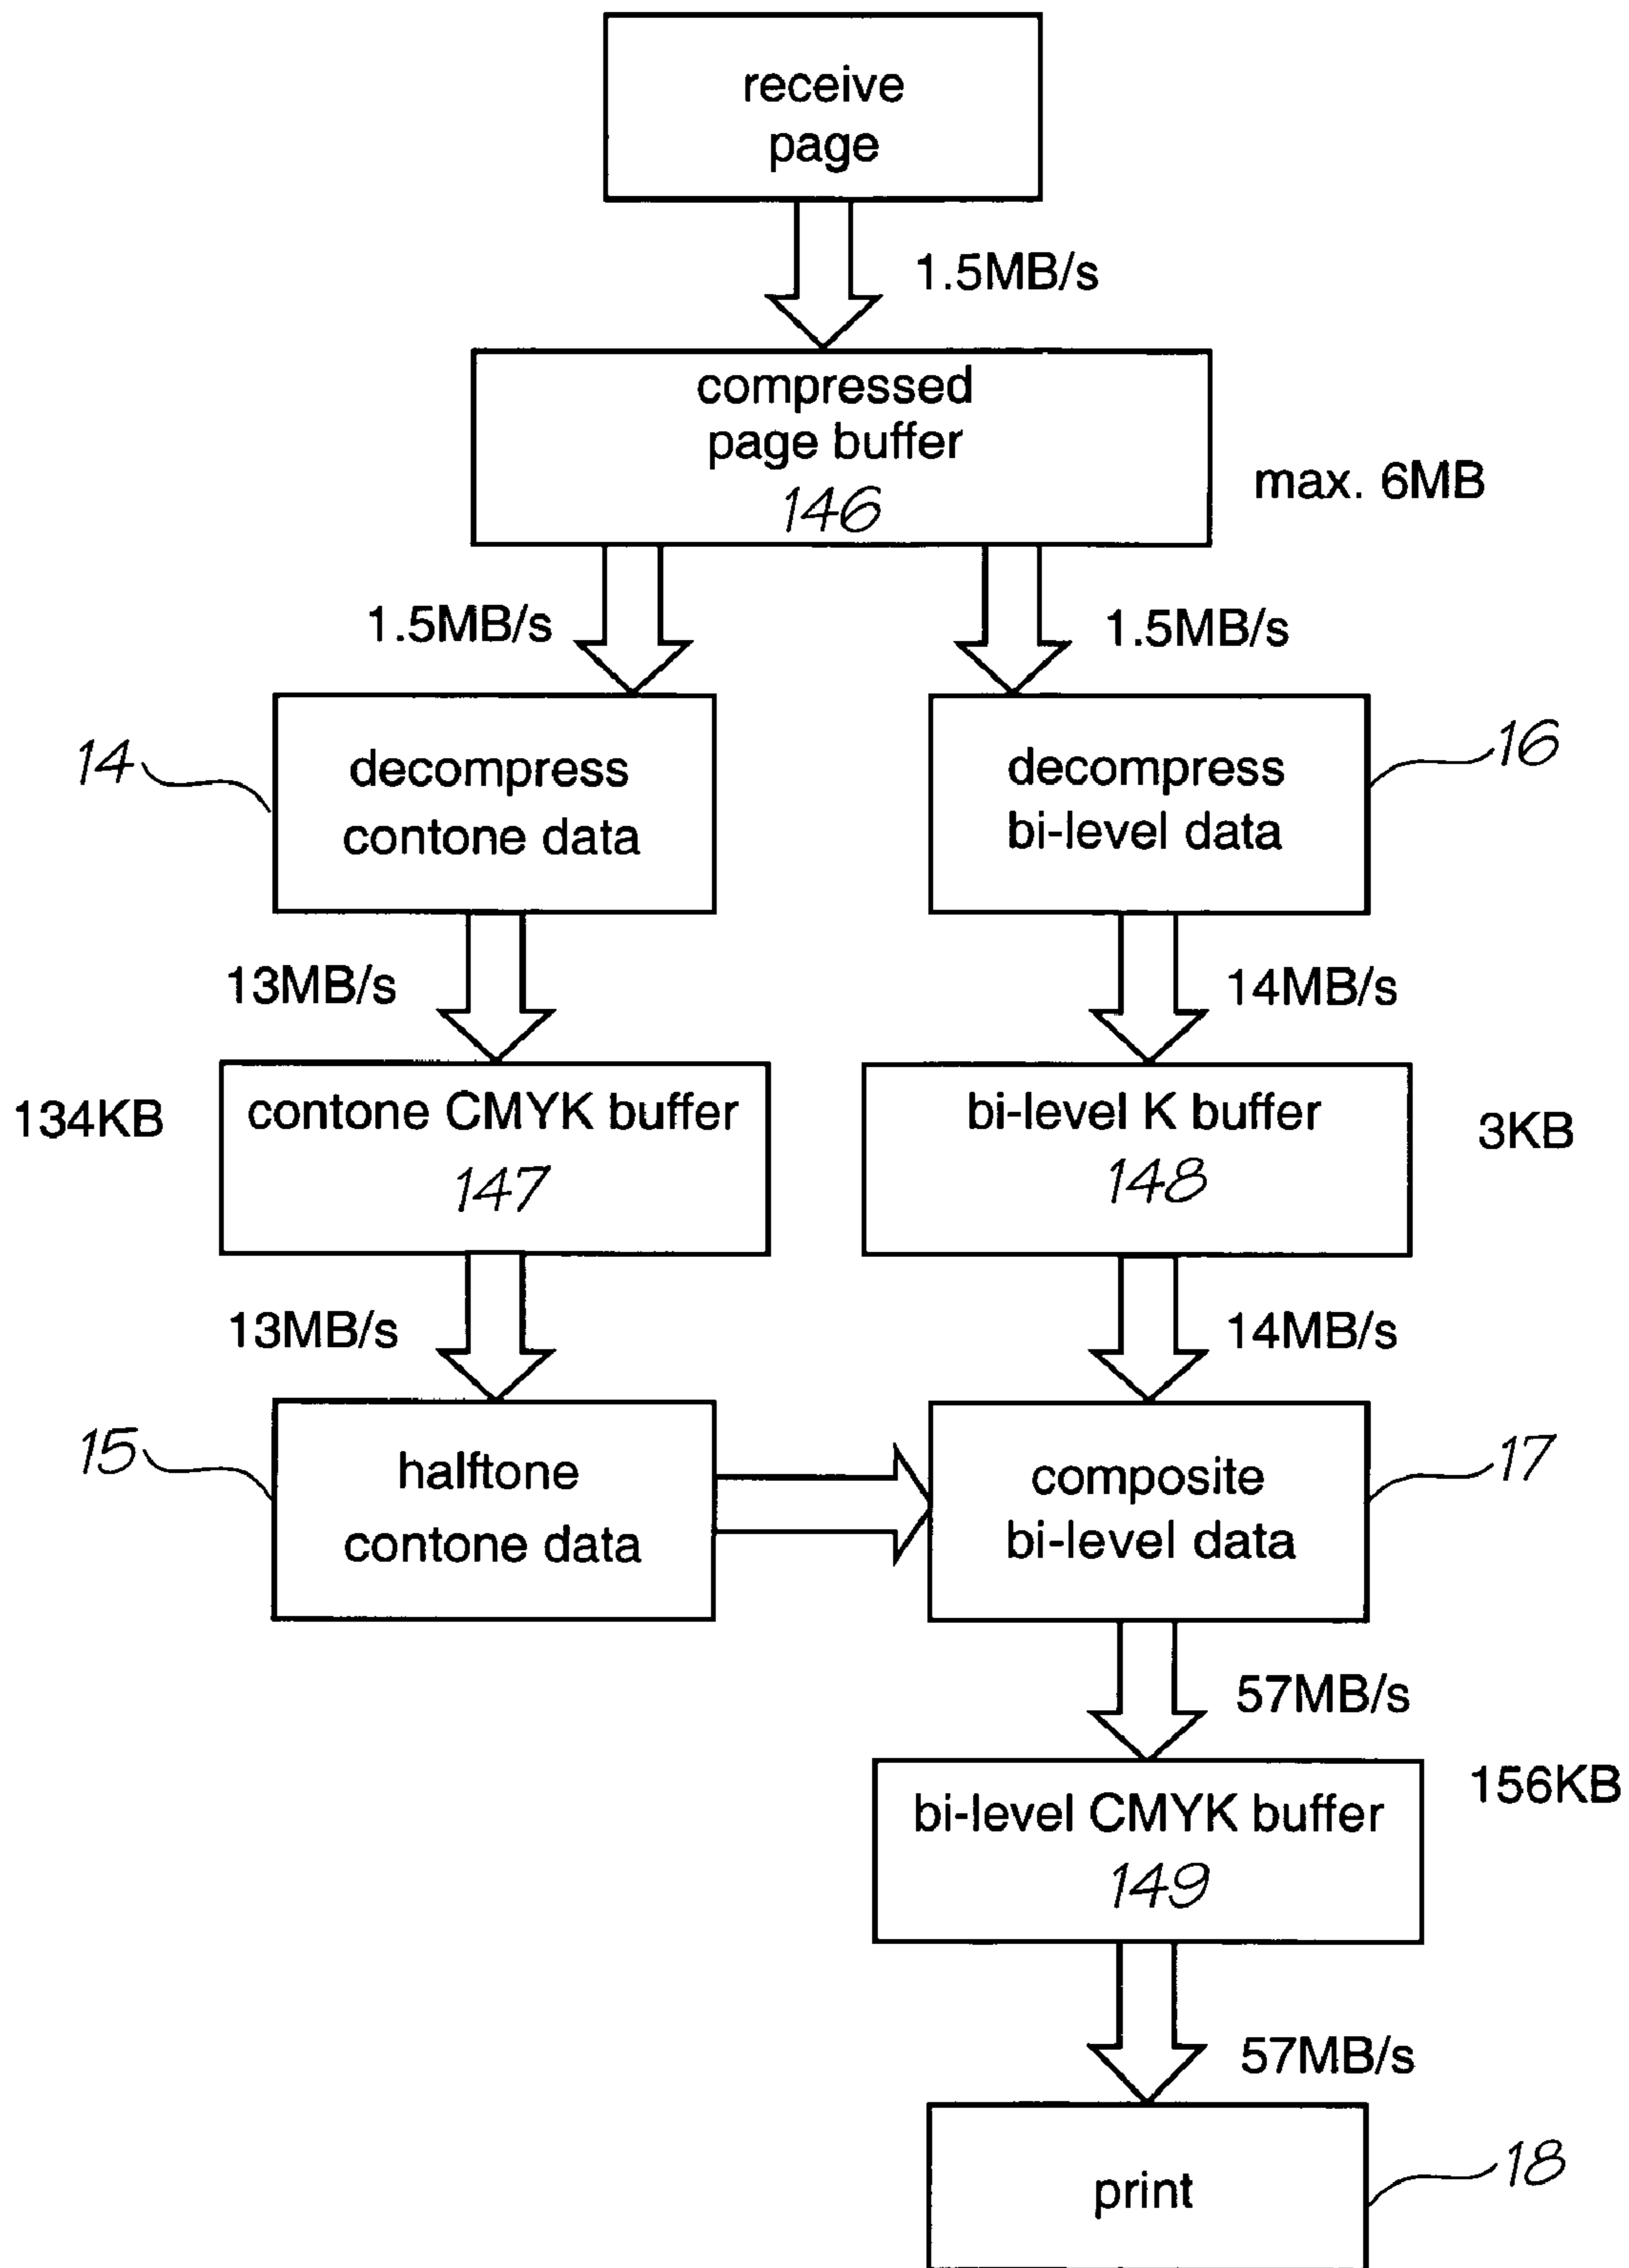 receive
page
1.5MB/s
compressed
page buffer
146
max. 6MB
1.5MB/s
1.5MB/s
14
decompress
contone data
decompress
bi-level data
16
13MB/s
14MB/s
134KB
contone CMYK buffer
147
bi-level K buffer
148
3KB
13MB/s
14MB/s
15
halftone
contone data
composite
bi-level data
17
57MB/s
bi-level CMYK buffer
149
156KB
57MB/s
print
18